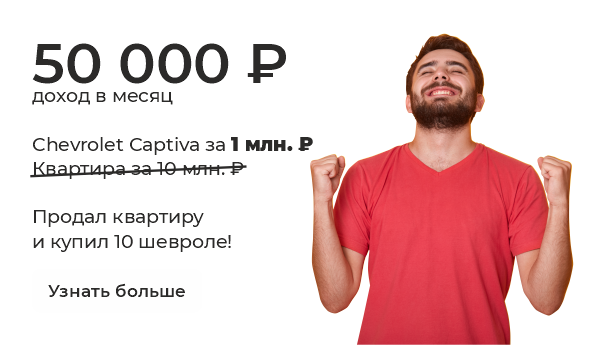 50 000 ₽
доход в месяц
Chevrolet Captiva за 1 млн. ₽
Квартира за 10 млн. ₽
Продал квартиру
и купил 10 шевроле!
Узнать больше